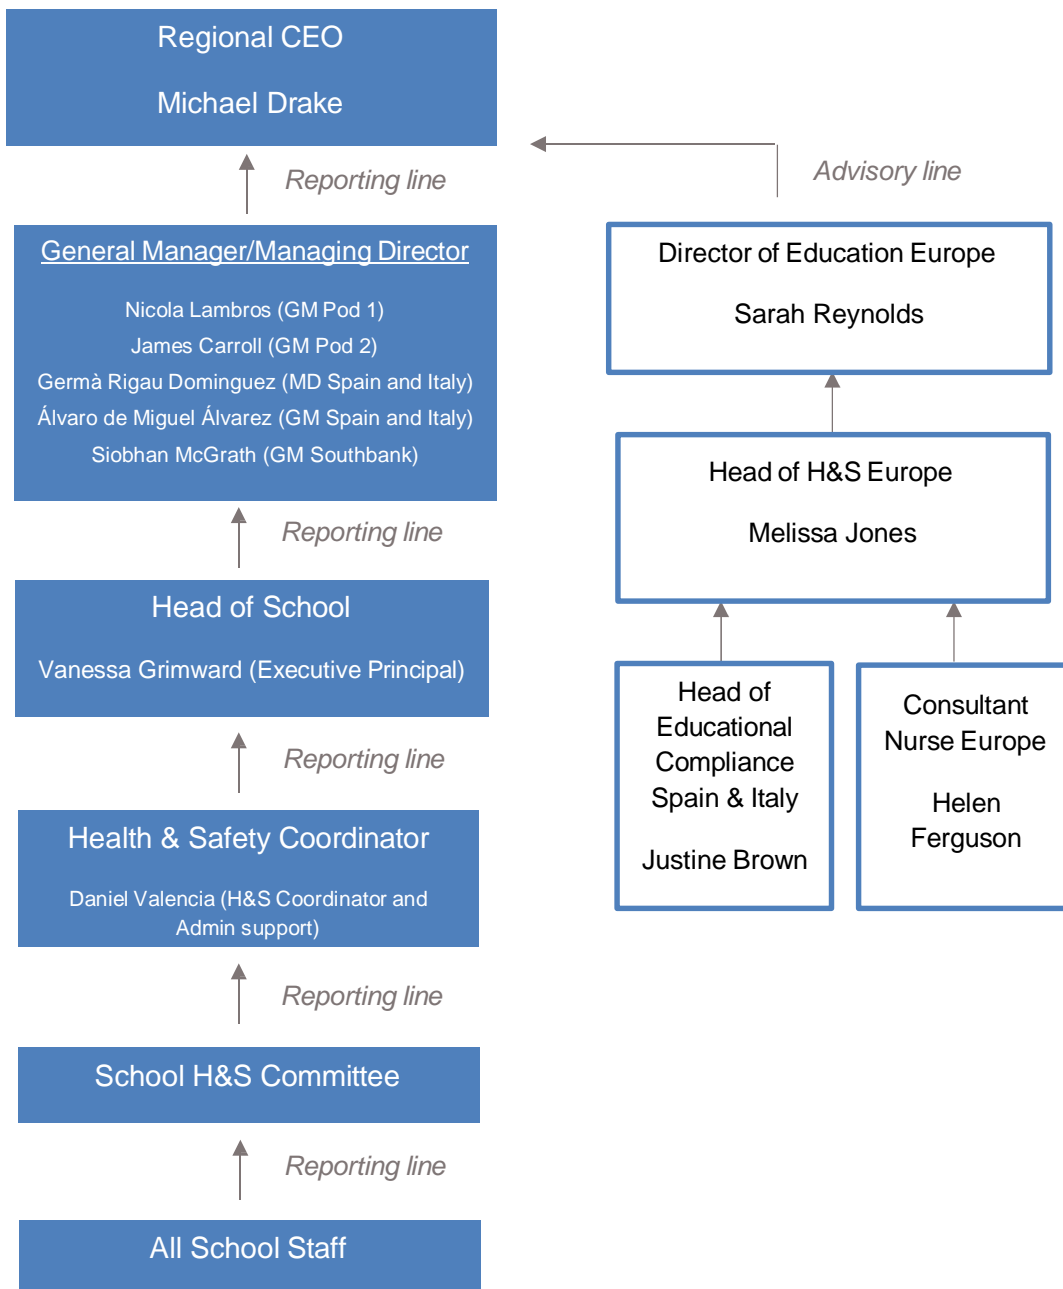 Regional CEO
Michael Drake
Reporting line
Advisory line
General Manager/Managing Director
Nicola Lambros (GM Pod 1)
James Carroll (GM Pod 2)
Germà Rigau Dominguez (MD Spain and Italy)
Álvaro de Miguel Álvarez (GM Spain and Italy)
Siobhan McGrath (GM Southbank)
Director of Education Europe
Sarah Reynolds
Reporting line
Head of H&S Europe
Melissa Jones
Head of School
Vanessa Grimward (Executive Principal)
Reporting line
Head of
Educational
Compliance
Spain & Italy
Justine Brown
Consultant
Nurse Europe
Helen
Ferguson
Health & Safety Coordinator
Daniel Valencia (H&S Coordinator and
Admin support)
Reporting line
School H&S Committee
Reporting line
All School Staff